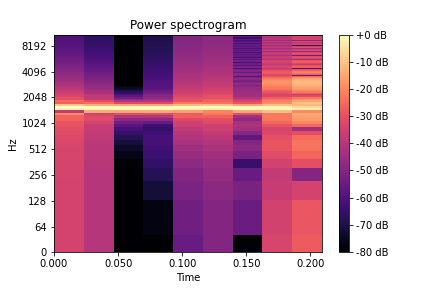 Power spectrogram
8192
4096
2048
1024
512
256
128
64
0
Hz
0.000 0.050 0.100 0.150 0.200
Time
+0 dB
-10 dB
-20 dB
-30 dB
-40 dB
-50 dB
-60 dB
-70 dB
-80 dB